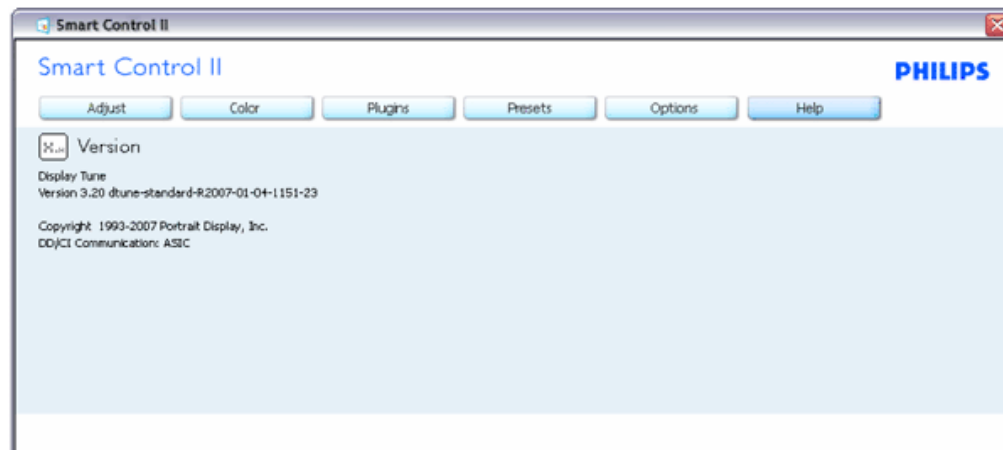 Smart Control II
Smart Control II
PHILIPS
Adjust Color Plugins Presets Options Help
Version
Display Tune
Version 3.20 dtune-standard-R2007-01-04-1151-23
Copyright 1993-2007 Portrait Display, Inc.
DD/CI Communication: ASIC